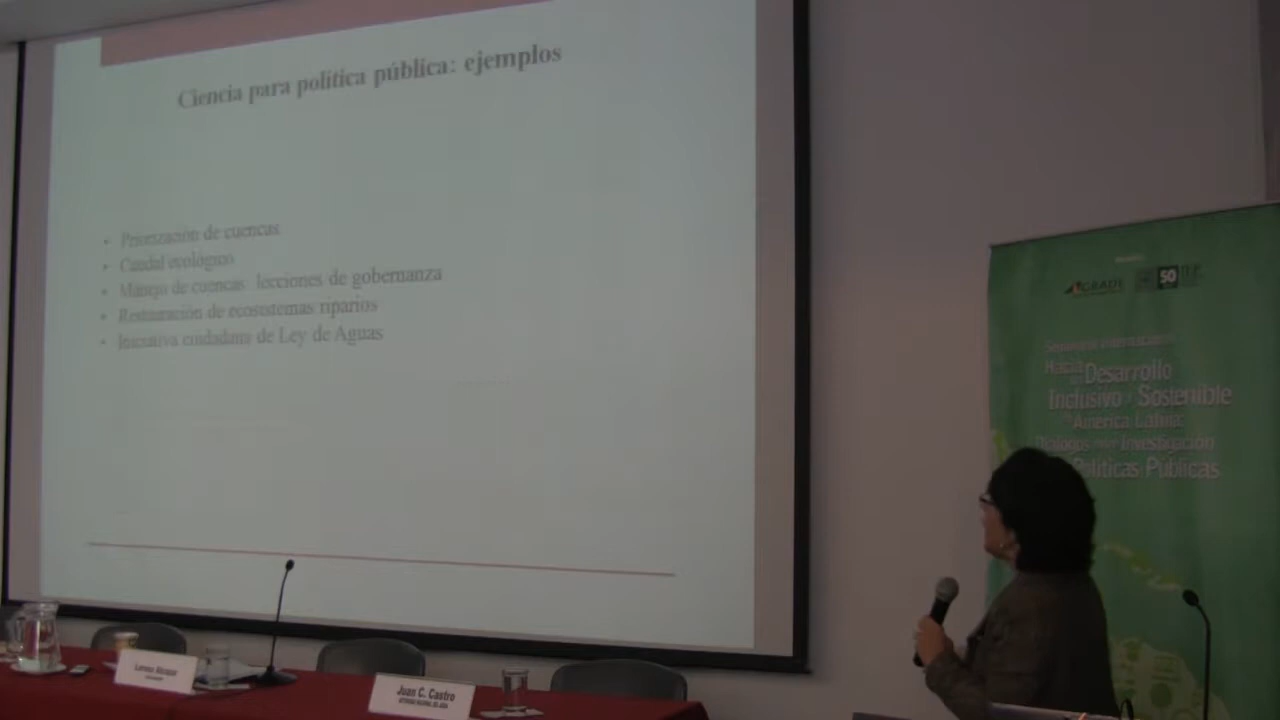 Ciencia para política pública: ejemplos
• Priorización de cuencas
• Caudal ecológico
• Manejo de cuencas lecciones de gobernanza
• Restauración de ecosistemas riparios
• Iniciativa ciudadana de Ley de Aguas
GRADE
50
Seminario Internacional
Hacia
un Desarrollo
Inclusivo y Sostenible
en América Latina:
Diálogos entre Investigación
Políticas Públicas
Juan C. Castro